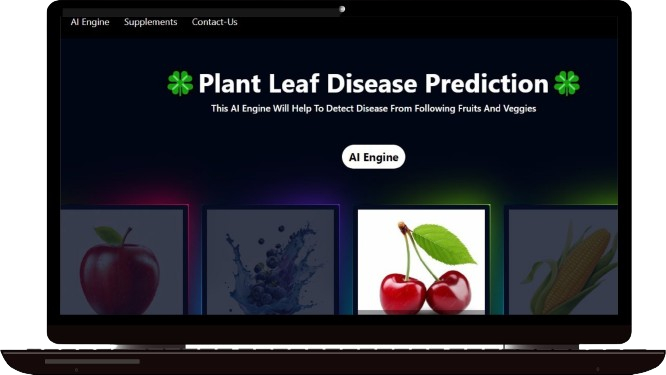 AI Engine Supplements Contact-Us
🍀Plant Leaf Disease Prediction🍀
This AI Engine Will Help To Detect Disease From Following Fruits And Veggies
AI Engine